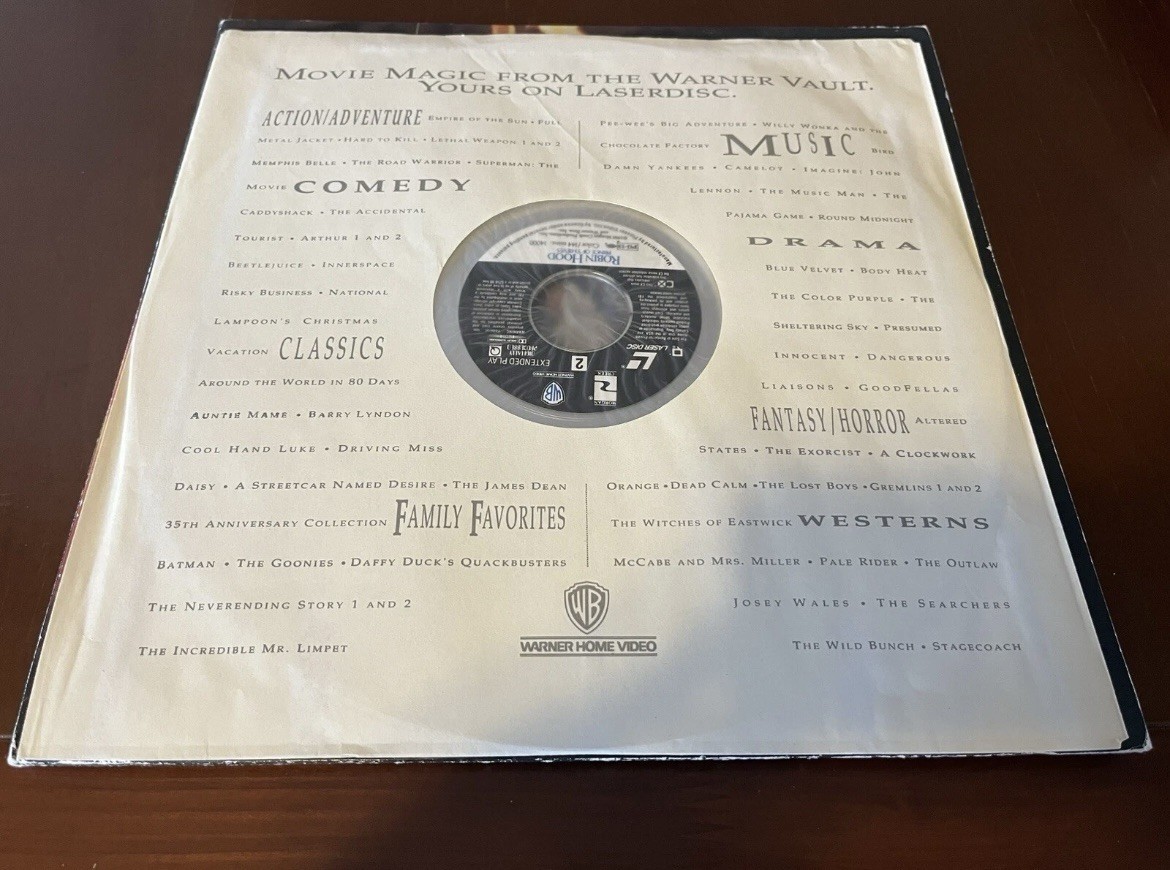 MOVIE MAGIC FROM THE WARNER VAULT.
YOURS ON LASERDISC.
ACTION/ADVENTURE EMPIRE OF THE SUN • FULL
METAL JACKET • HARD TO KILL • LETHAL WEAPON 1 AND 2
MEMPHIS BELLE • THE ROAD WARRIOR • SUPERMAN: THE
MOVIE COMEDY
CADDYSHACK • THE ACCIDENTAL
TOURIST • ARTHUR 1 AND 2
BEETLEJUICE • INNERSPACE
RISKY BUSINESS • NATIONAL
LAMPOON'S CHRISTMAS
VACATION CLASSICS
AROUND THE WORLD IN 80 DAYS
AUNTIE MAME • BARRY LYNDON
COOL HAND LUKE • DRIVING MISS
DAISY • A STREETCAR NAMED DESIRE • THE JAMES DEAN
35TH ANNIVERSARY COLLECTION FAMILY FAVORITES
BATMAN • THE GOONIES • DAFFY DUCK'S QUACKBUSTERS
THE NEVERENDING STORY 1 AND 2
THE INCREDIBLE MR. LIMPET
PEE-WEE'S BIG ADVENTURE • WILLY WONKA AND THE
CHOCOLATE FACTORY MUSIC BIRD
DAMN YANKEES • CAMELOT • IMAGINE: JOHN
LENNON • THE MUSIC MAN • THE
PAJAMA GAME • ROUND MIDNIGHT
DRAMA
BLUE VELVET • BODY HEAT
THE COLOR PURPLE • THE
SHELTERING SKY • PRESUMED
INNOCENT • DANGEROUS
LIAISONS • GOODFELLAS
FANTASY/HORROR ALTERED
STATES • THE EXORCIST • A CLOCKWORK
ORANGE • DEAD CALM • THE LOST BOYS • GREMLINS 1 AND 2
THE WITCHES OF EASTWICK WESTERNS
MCCABE AND MRS. MILLER • PALE RIDER • THE OUTLAW
JOSEY WALES • THE SEARCHERS
THE WILD BUNCH • STAGECOACH
WB
WARNER HOME VIDEO
ROBIN HOOD
PRINCE OF THIEVES
CX
LASER DISC
EXTENDED PLAY
2
WB
MORGAN
CREEK